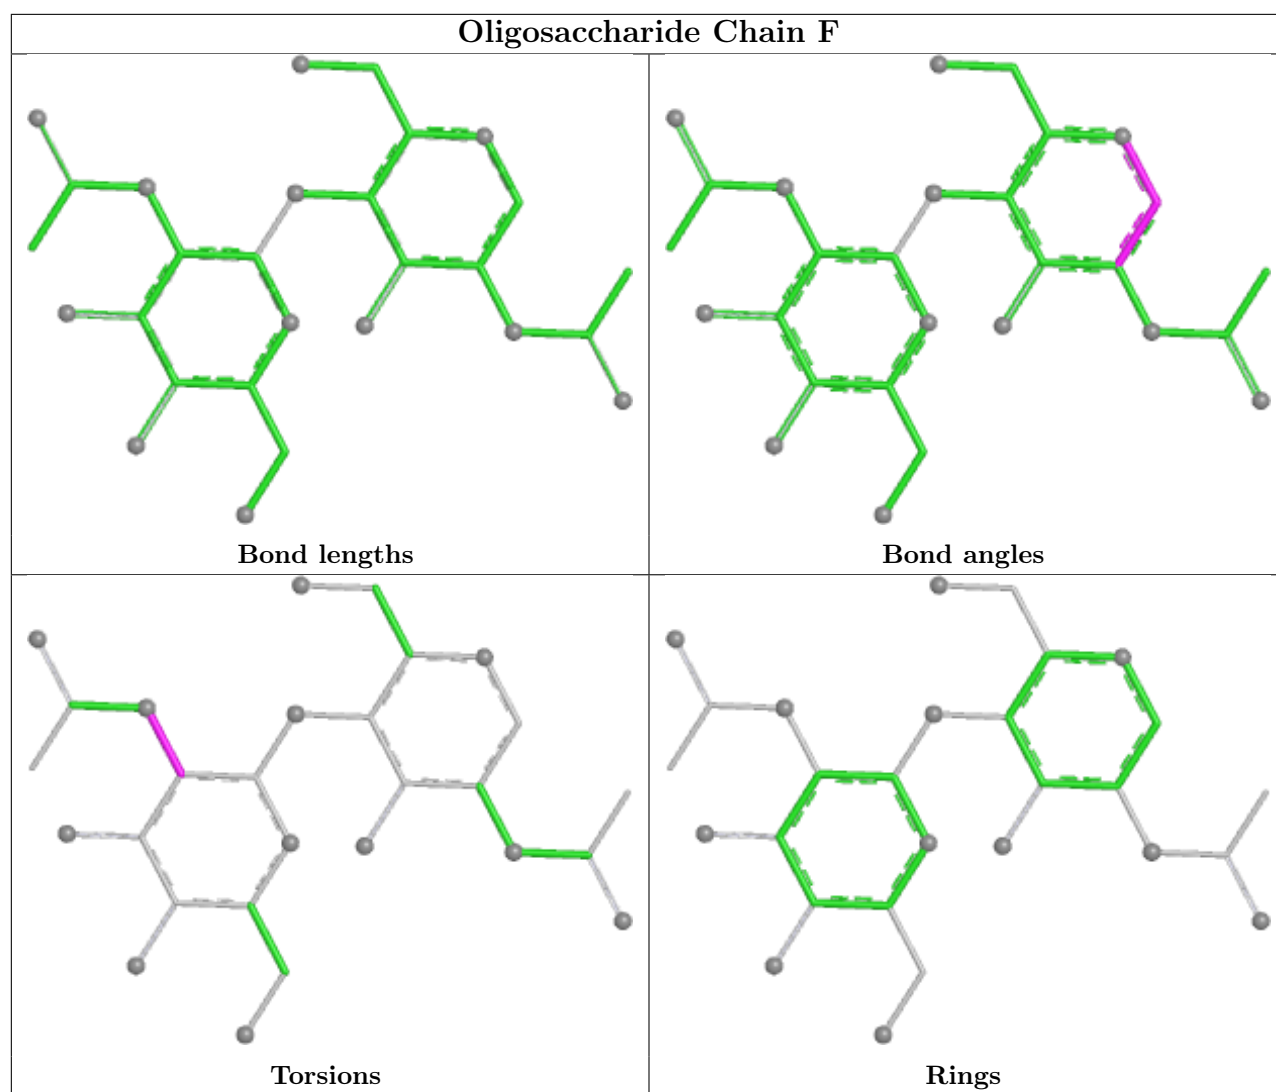 Oligosaccharide Chain F
Bond lengths
Bond angles
Torsions
Rings